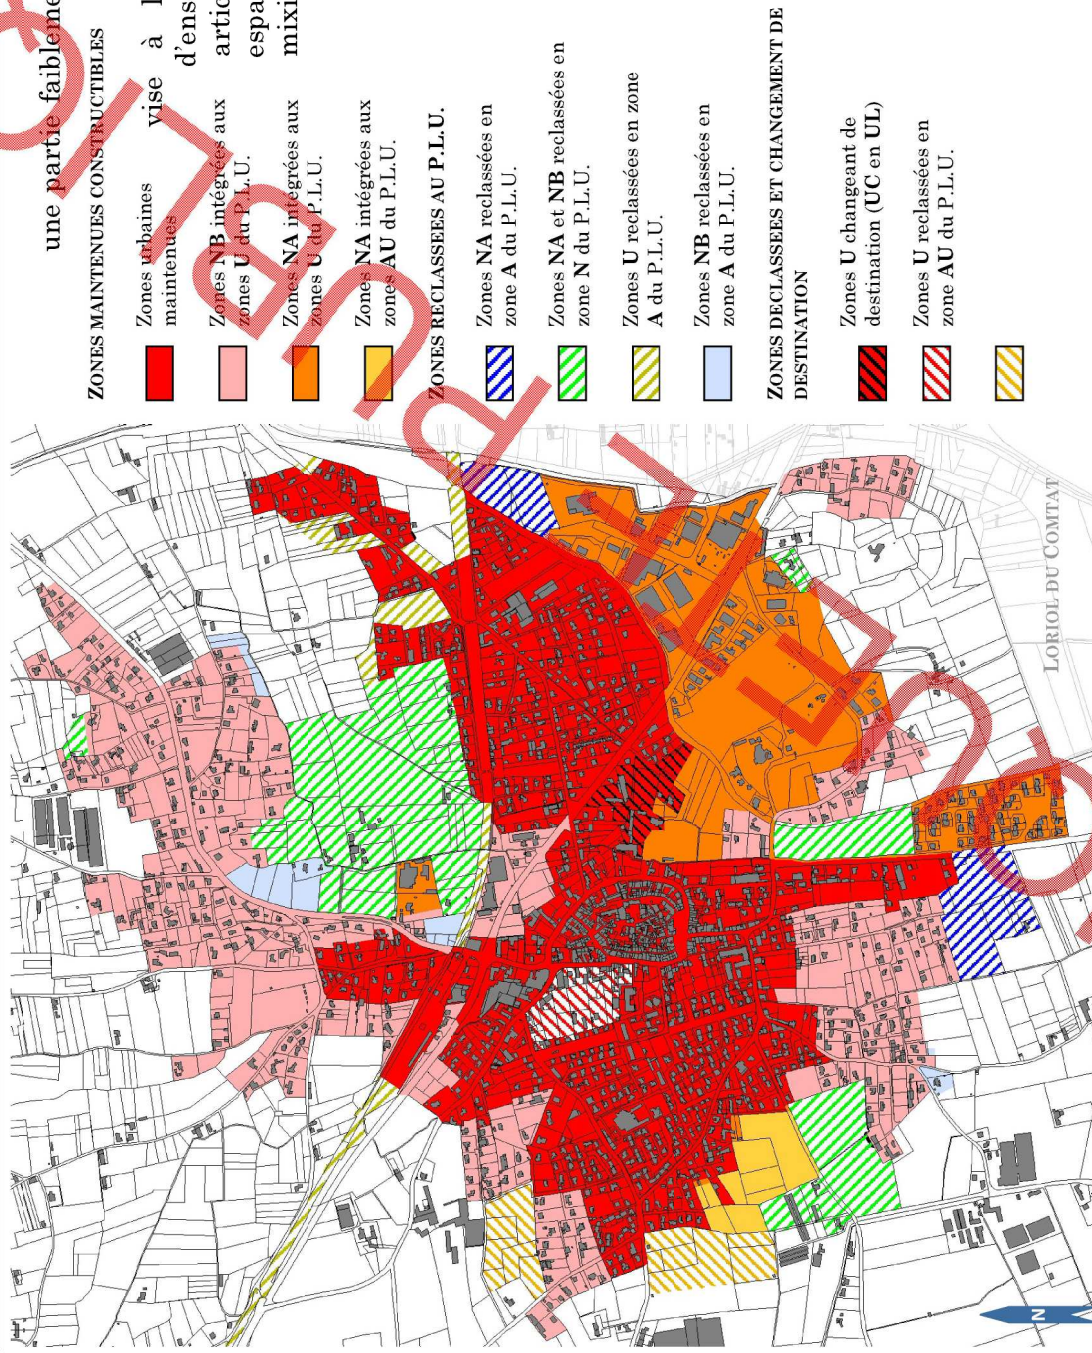 une partie faibleme
vise à l
d'ens
artic
espa
mixi
ZONES MAINTENUES CONSTRUCTIBLES
Zones urbaines
maintenues
Zones NB intégrées aux
zones U du P.L.U.
Zones NA intégrées aux
zones U du P.L.U.
Zones NA intégrées aux
zones AU du P.L.U.
ZONES RECLASSEES AU P.L.U.
Zones NA reclassées en
zone A du P.L.U.
Zones NA et NB reclassées en
zone N du P.L.U.
Zones U reclassées en zone
A du P.L.U.
Zones NB reclassées en
zone A du P.L.U.
ZONES DECLASSEES ET CHANGEMENT DE
DESTINATION
Zones U changeant de
destination (UC en UL)
Zones U reclassées en
zone AU du P.L.U.
LORIOL DU COMTAT
N